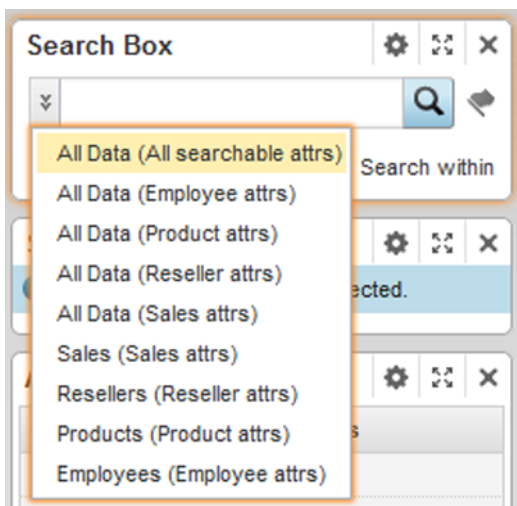 Search Box
All Data (All searchable attrs)
Search within
All Data (Employee attrs)
All Data (Product attrs)
All Data (Reseller attrs)
ected.
All Data (Sales attrs)
Sales (Sales attrs)
Resellers (Reseller attrs)
Products (Product attrs)
s
Employees (Employee attrs)